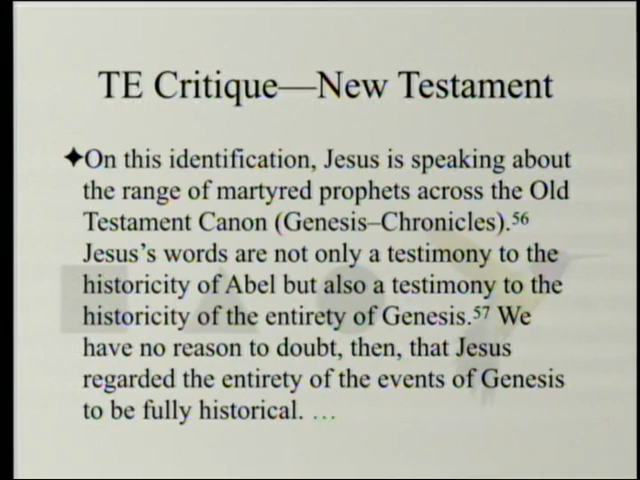 TE Critique—New Testament
✦On this identification, Jesus is speaking about
the range of martyred prophets across the Old
Testament Canon (Genesis–Chronicles).56
Jesus's words are not only a testimony to the
historicity of Abel but also a testimony to the
historicity of the entirety of Genesis.57 We
have no reason to doubt, then, that Jesus
regarded the entirety of the events of Genesis
to be fully historical. …